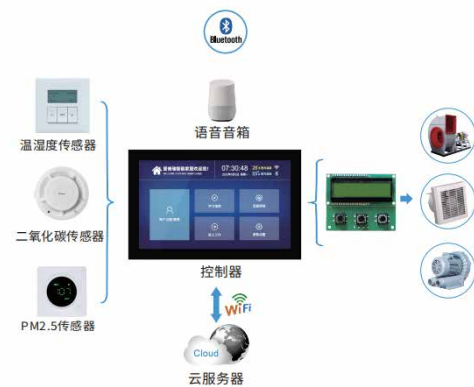 Bluetooth
语音音箱
温湿度传感器
二氧化碳传感器
PM2.5传感器
07:30:48
控制器
WiFi
Cloud
云服务器